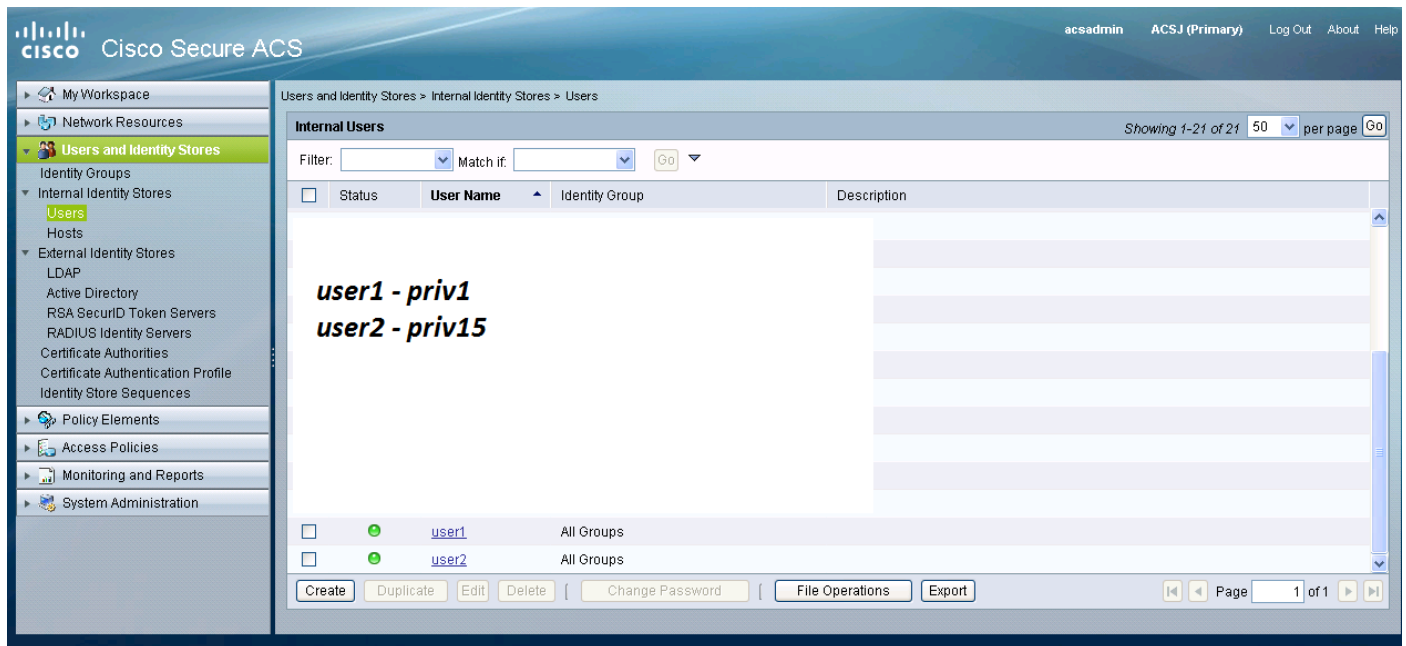 CISCO Cisco Secure ACS
acsadmin ACSJ (Primary) Log Out About Help
My Workspace
Network Resources
Users and Identity Stores
Identity Groups
Internal Identity Stores
Users
Hosts
External Identity Stores
LDAP
Active Directory
RSA SecurID Token Servers
RADIUS Identity Servers
Certificate Authorities
Certificate Authentication Profile
Identity Store Sequences
Policy Elements
Access Policies
Monitoring and Reports
System Administration
Users and Identity Stores > Internal Identity Stores > Users
Internal Users Showing 1-21 of 21 50 per page Go
Filter: Match if: Go
Status User Name Identity Group Description
user1 - priv1
user2 - priv15
user1 All Groups
user2 All Groups
Create Duplicate Edit Delete | Change Password | File Operations Export Page 1 of 1